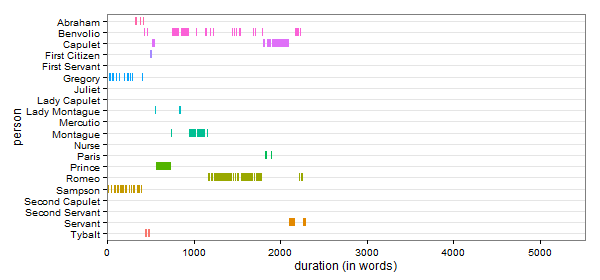 person
Abraham
Benvolio
Capulet
First Citizen
First Servant
Gregory
Juliet
Lady Capulet
Lady Montague
Mercutio
Montague
Nurse
Paris
Prince
Romeo
Sampson
Second Capulet
Second Servant
Servant
Tybalt
0 1000 2000 3000 4000 5000
duration (in words)